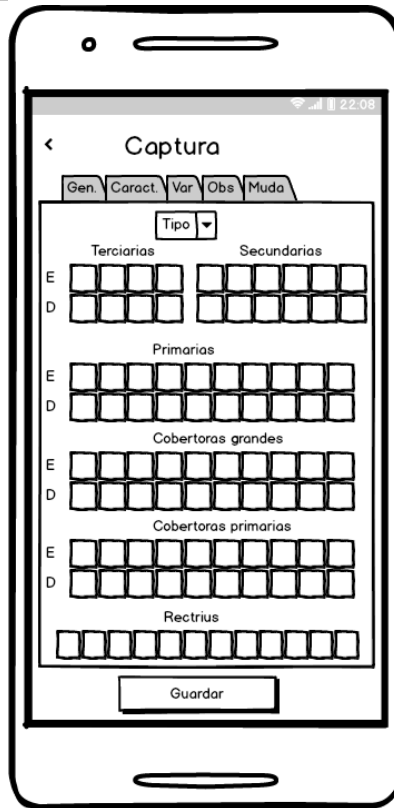 22:08
< Captura
Gen. Caract. Var Obs Muda
Tipo
Terciarias Secundarias
E
D
Primarias
E
D
Cobertoras grandes
E
D
Cobertoras primarias
E
D
Rectrius
Guardar